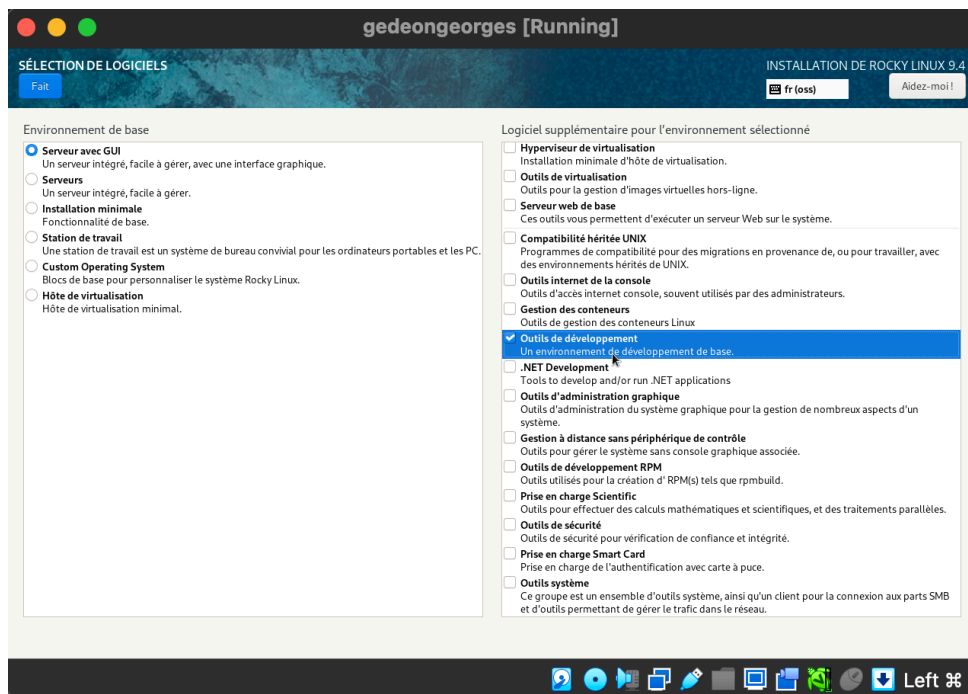 gedeongeorges [Running]
SÉLECTION DE LOGICIELS
INSTALLATION DE ROCKY LINUX 9.4
Fait
fr (oss)
Aidez-moi !
Environnement de base
Serveur avec GUI
Un serveur intégré, facile à gérer, avec une interface graphique.
Serveurs
Un serveur intégré, facile à gérer.
Installation minimale
Fonctionnalité de base.
Station de travail
Une station de travail est un système de bureau convivial pour les ordinateurs portables et les PC.
Custom Operating System
Blocs de base pour personnaliser le système Rocky Linux.
Hôte de virtualisation
Hôte de virtualisation minimal.
Logiciel supplémentaire pour l'environnement sélectionné
Hyperviseur de virtualisation
Installation minimale d'hôte de virtualisation.
Outils de virtualisation
Outils pour la gestion d'images virtuelles hors-ligne.
Serveur web de base
Ces outils vous permettent d'exécuter un serveur Web sur le système.
Compatibilité héritée UNIX
Programmes de compatibilité pour des migrations en provenance de, ou pour travailler, avec
des environnements hérités de UNIX.
Outils internet de la console
Outils d'accès internet console, souvent utilisés par des administrateurs.
Gestion des conteneurs
Outils de gestion des conteneurs Linux
Outils de développement
Un environnement de développement de base.
.NET Development
Tools to develop and/or run .NET applications
Outils d'administration graphique
Outils d'administration du système graphique pour la gestion de nombreux aspects d'un
système.
Gestion à distance sans périphérique de contrôle
Outils pour gérer le système sans console graphique associée.
Outils de développement RPM
Outils utilisés pour la création d' RPM(s) tels que rpmbuild.
Prise en charge Scientific
Outils pour effectuer des calculs mathématiques et scientifiques, et des traitements parallèles.
Outils de sécurité
Outils de sécurité pour vérification de confiance et intégrité.
Prise en charge Smart Card
Prise en charge de l'authentification avec carte à puce.
Outils système
Ce groupe est un ensemble d'outils système, ainsi qu'un client pour la connexion aux parts SMB
et d'outils permettant de gérer le trafic dans le réseau.
Left ⌘